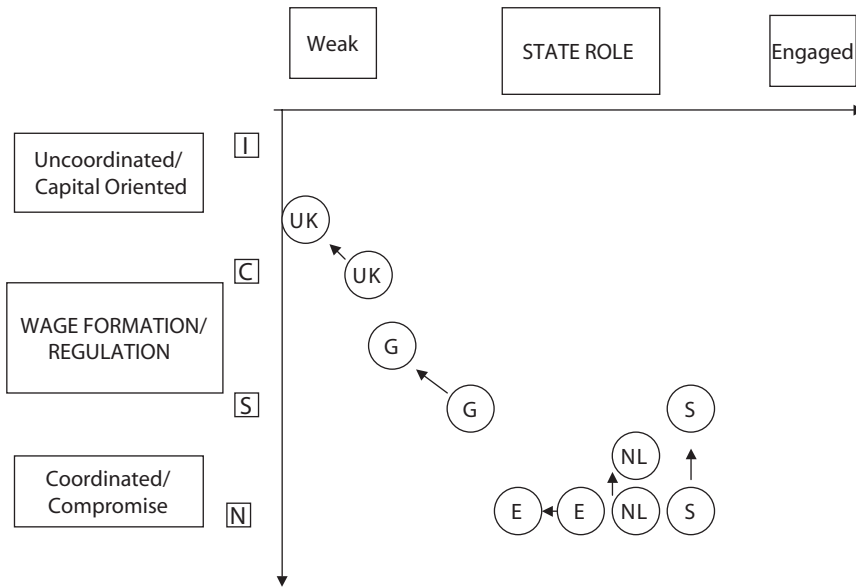 Weak
STATE ROLE
Engaged
I
Uncoordinated/
Capital Oriented
UK
C
UK
WAGE FORMATION/
REGULATION
G
S
G
S
NL
Coordinated/
Compromise
N
E
E
NL
S